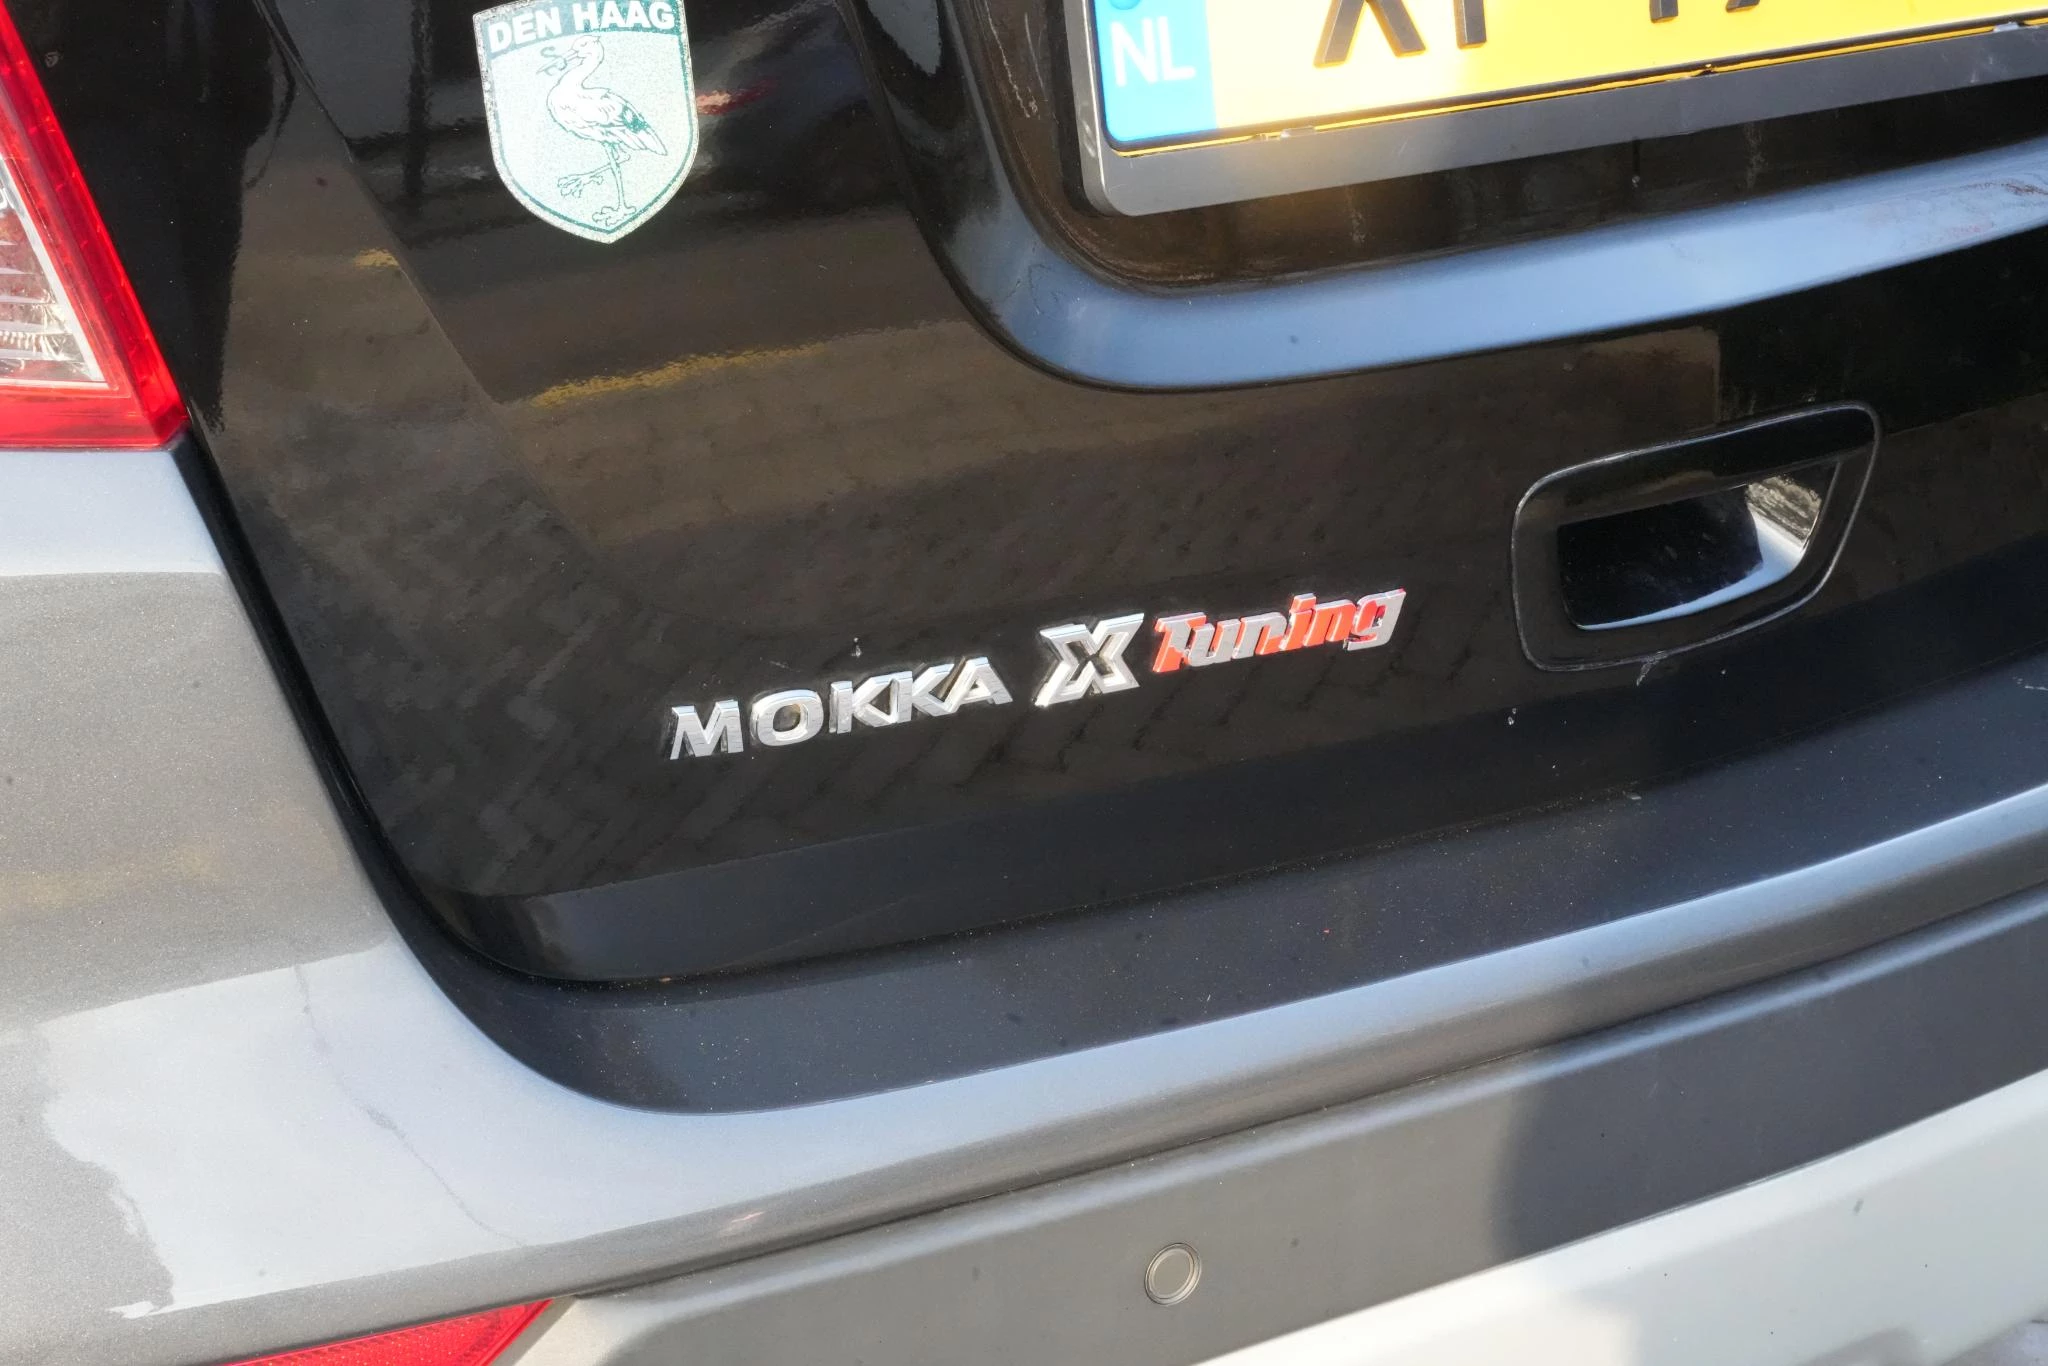 DEN HAAG
NL
MOKKA X Tuning